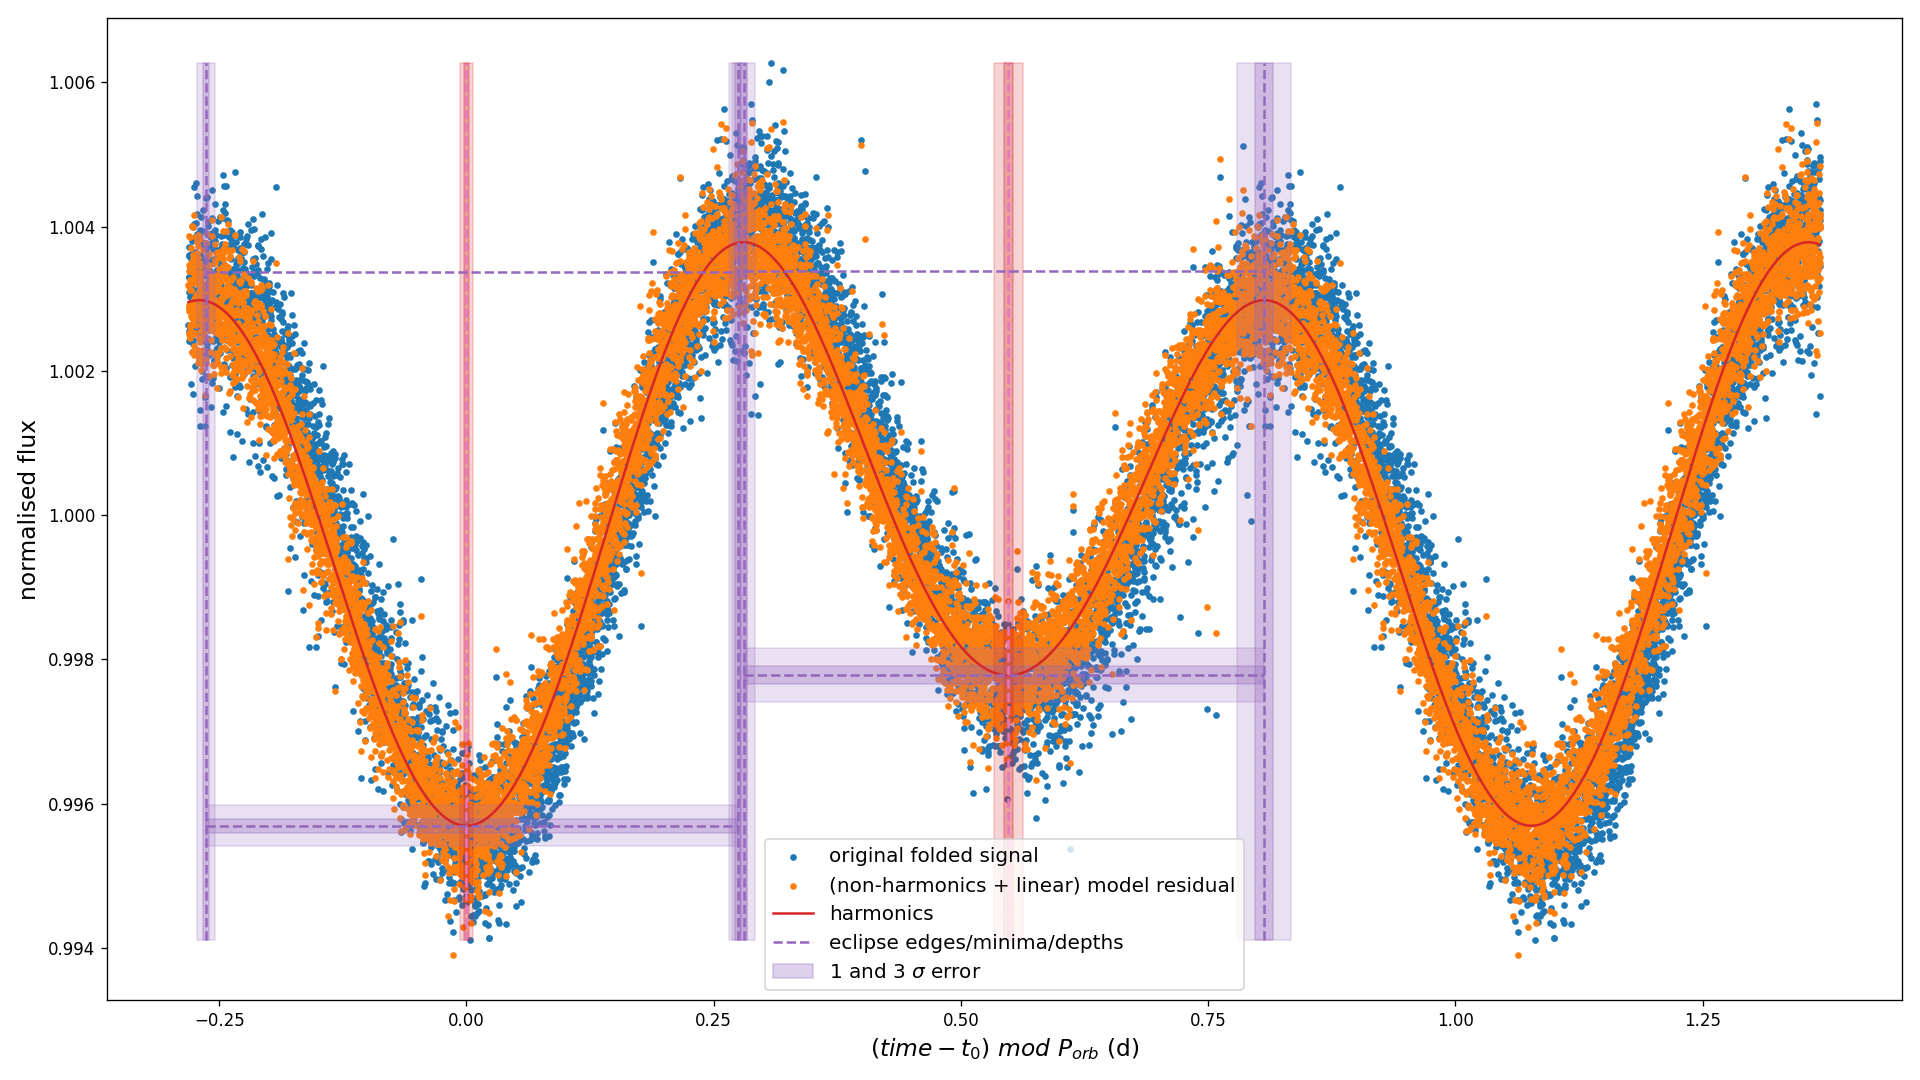 normalised flux
1.006
1.004
1.002
1.000
0.998
0.996
0.994
original folded signal
(non-harmonics + linear) model residual
harmonics
eclipse edges/minima/depths
1 and 3 σ error
−0.25 0.00 0.25 0.50 0.75 1.00 1.25
(time − t₀) mod P_orb (d)